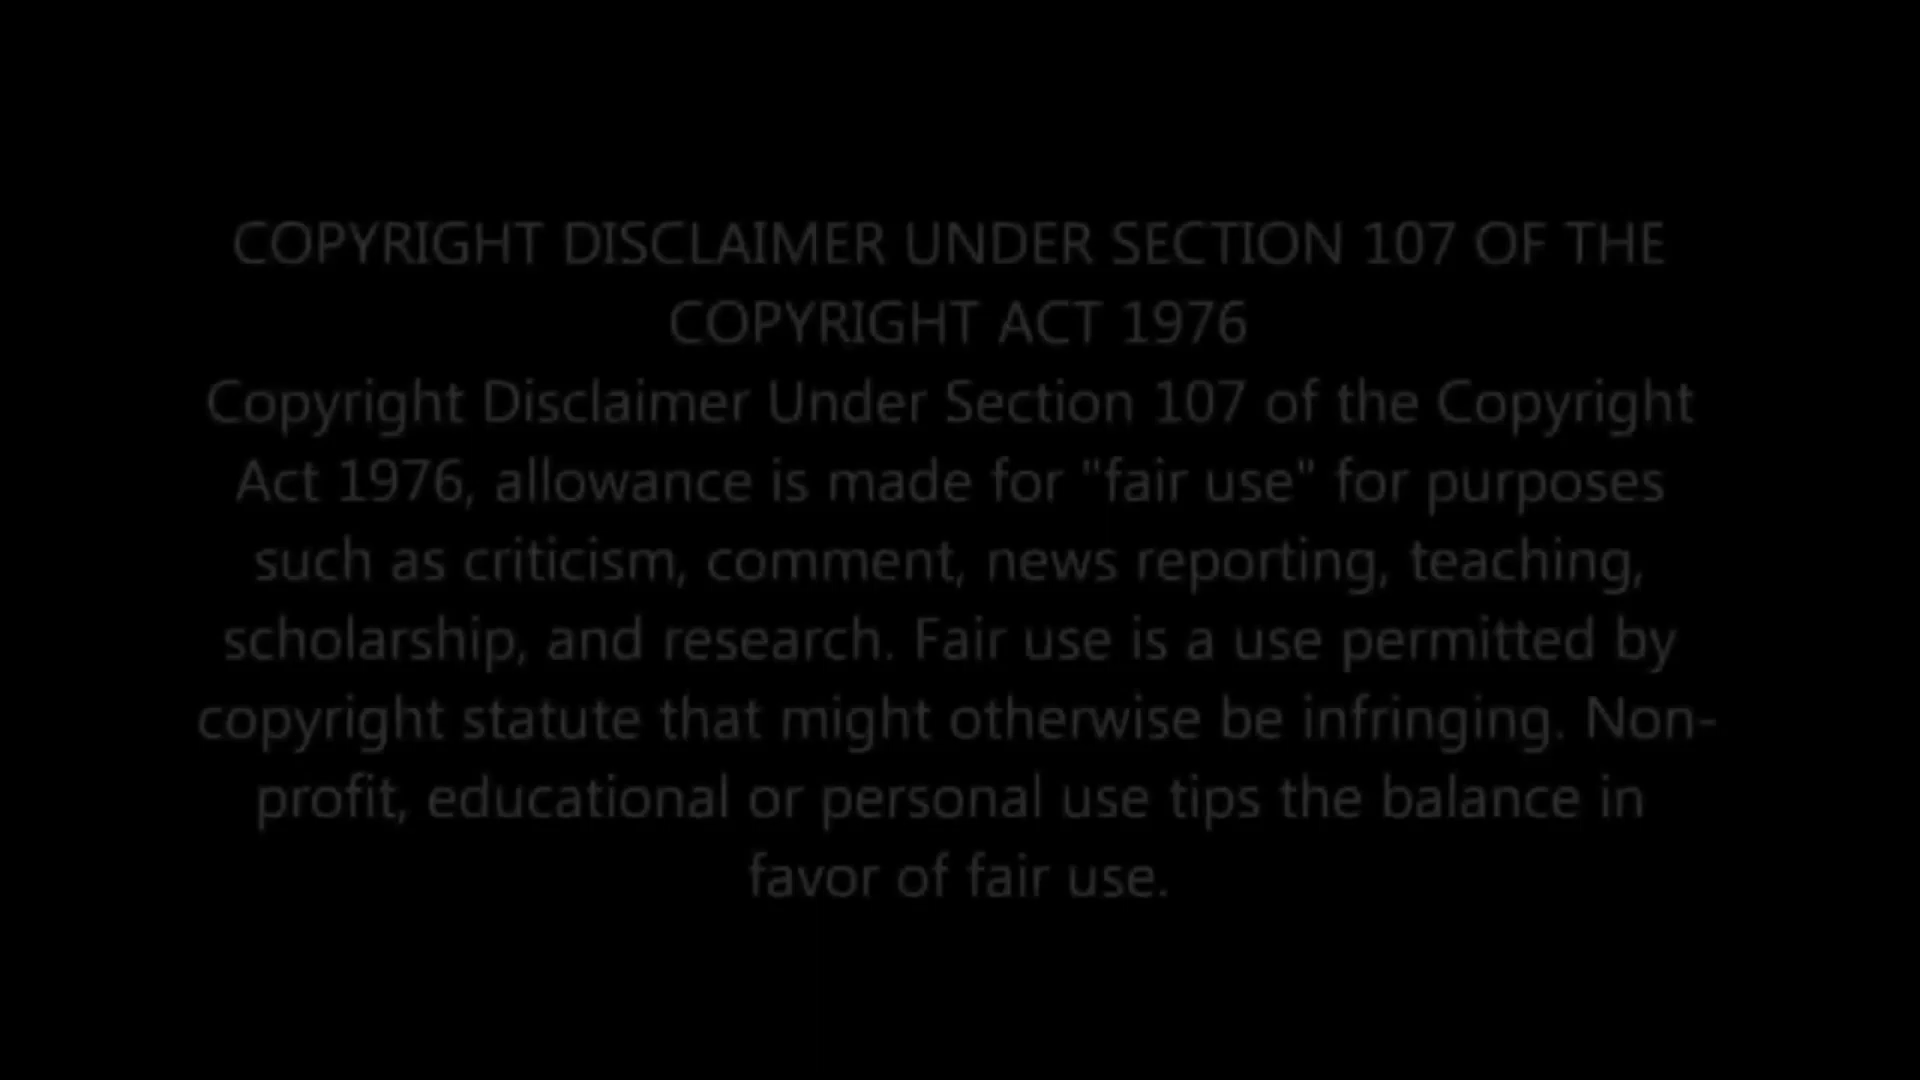 COPYRIGHT DISCLAIMER UNDER SECTION 107 OF THE
COPYRIGHT ACT 1976
Copyright Disclaimer Under Section 107 of the Copyright
Act 1976, allowance is made for "fair use" for purposes
such as criticism, comment, news reporting, teaching,
scholarship, and research. Fair use is a use permitted by
copyright statute that might otherwise be infringing. Non-
profit, educational or personal use tips the balance in
favor of fair use.